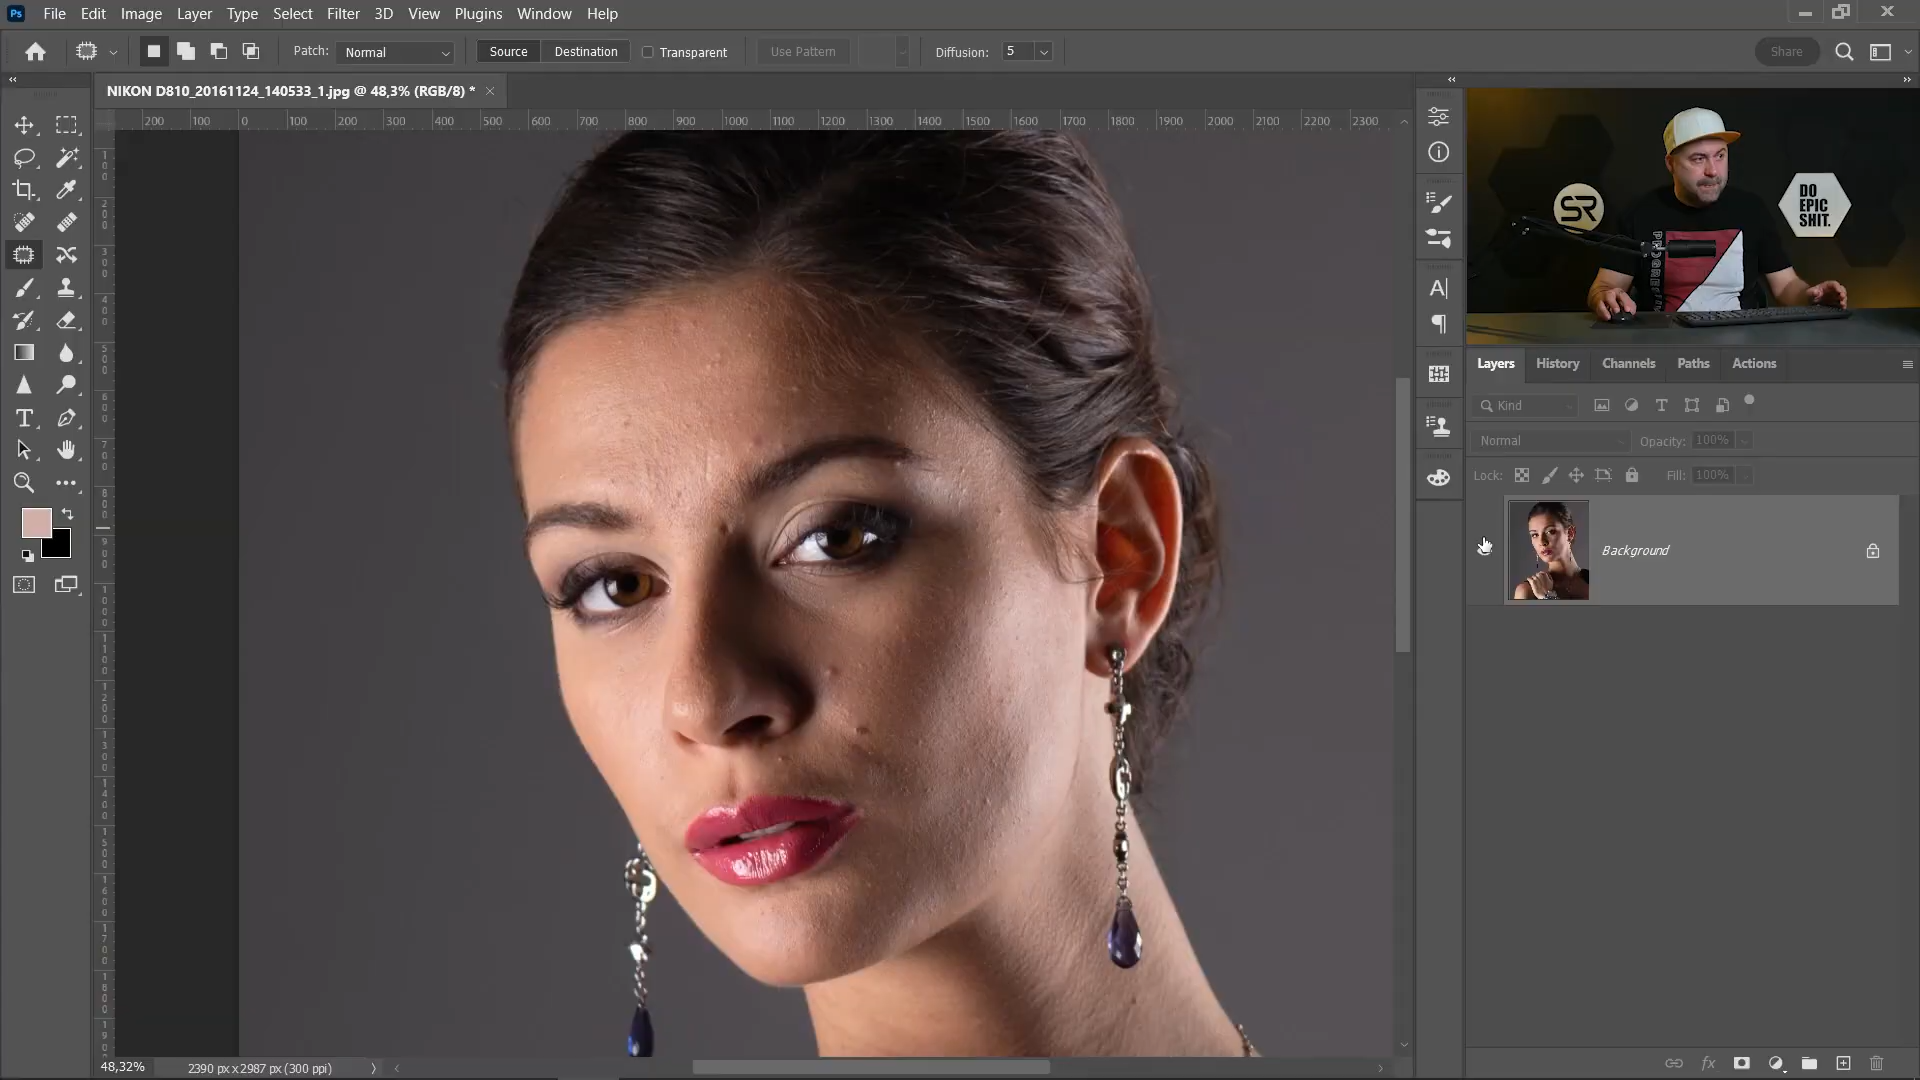 Ps File Edit Image Layer Type Select Filter 3D View Plugins Window Help
Patch: Normal Source Destination Transparent Use Pattern Diffusion: 5 Share
NIKON D810_20161124_140533_1.jpg @ 48,3% (RGB/8) *
200 100 0 100 200 300 400 500 600 700 800 900 1000 1100 1200 1300 1400 1500 1600 1700 1800 1900 2000 2100 2200 2300
SR
DO
EPIC
SHIT.
Layers History Channels Paths Actions
Kind
Normal Opacity: 100%
Lock: Fill: 100%
Background
48,32% 2390 px x 2987 px (300 ppi)